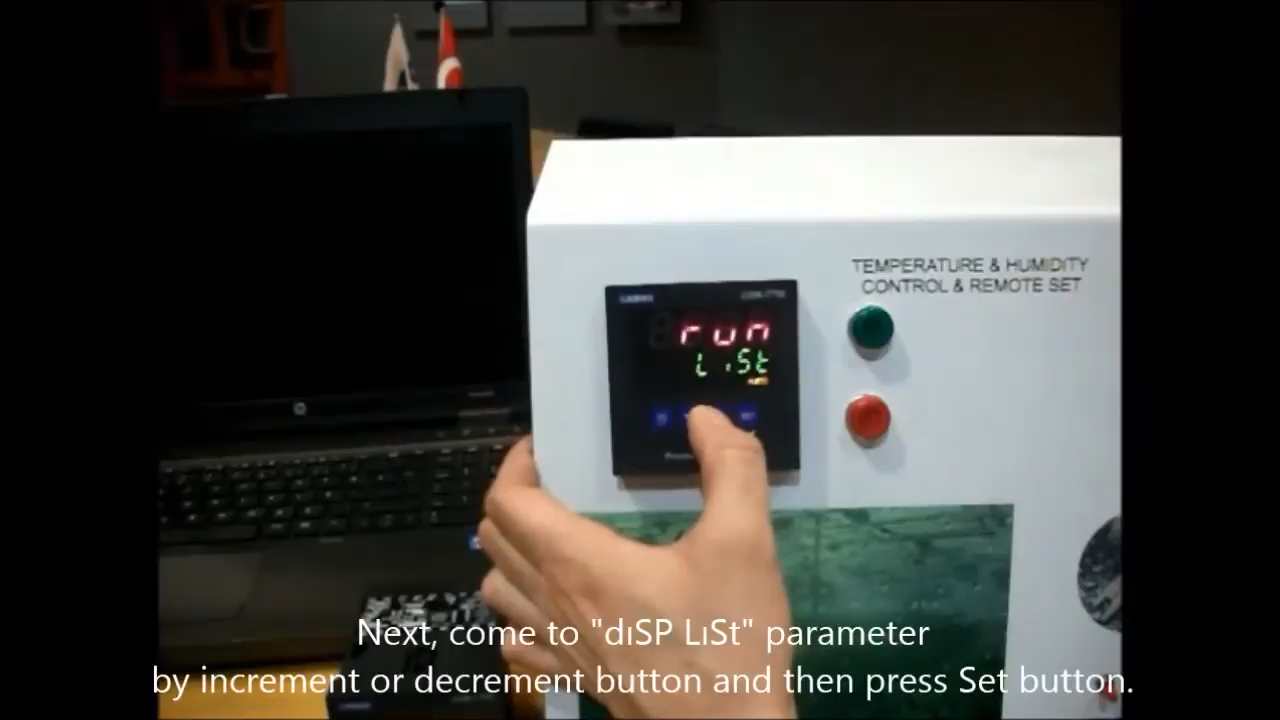 TEMPERATURE & HUMIDITY
CONTROL & REMOTE SET
run
LıSt
Next, come to "dıSP LıSt" parameter
by increment or decrement button and then press Set button.